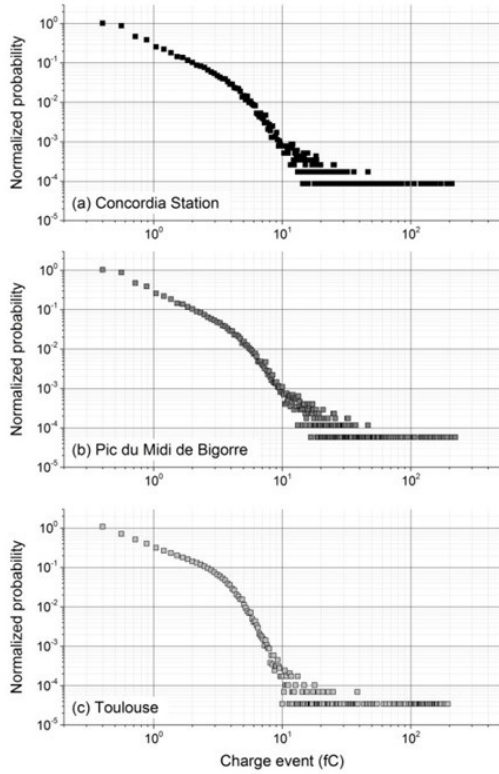 Normalized probability
10⁰
10⁻¹
10⁻²
10⁻³
10⁻⁴
10⁻⁵
(a) Concordia Station
10⁰ 10¹ 10²
Normalized probability
10⁰
10⁻¹
10⁻²
10⁻³
10⁻⁴
10⁻⁵
(b) Pic du Midi de Bigorre
10⁰ 10¹ 10²
Normalized probability
10⁰
10⁻¹
10⁻²
10⁻³
10⁻⁴
10⁻⁵
(c) Toulouse
10⁰ 10¹ 10²
Charge event (fC)